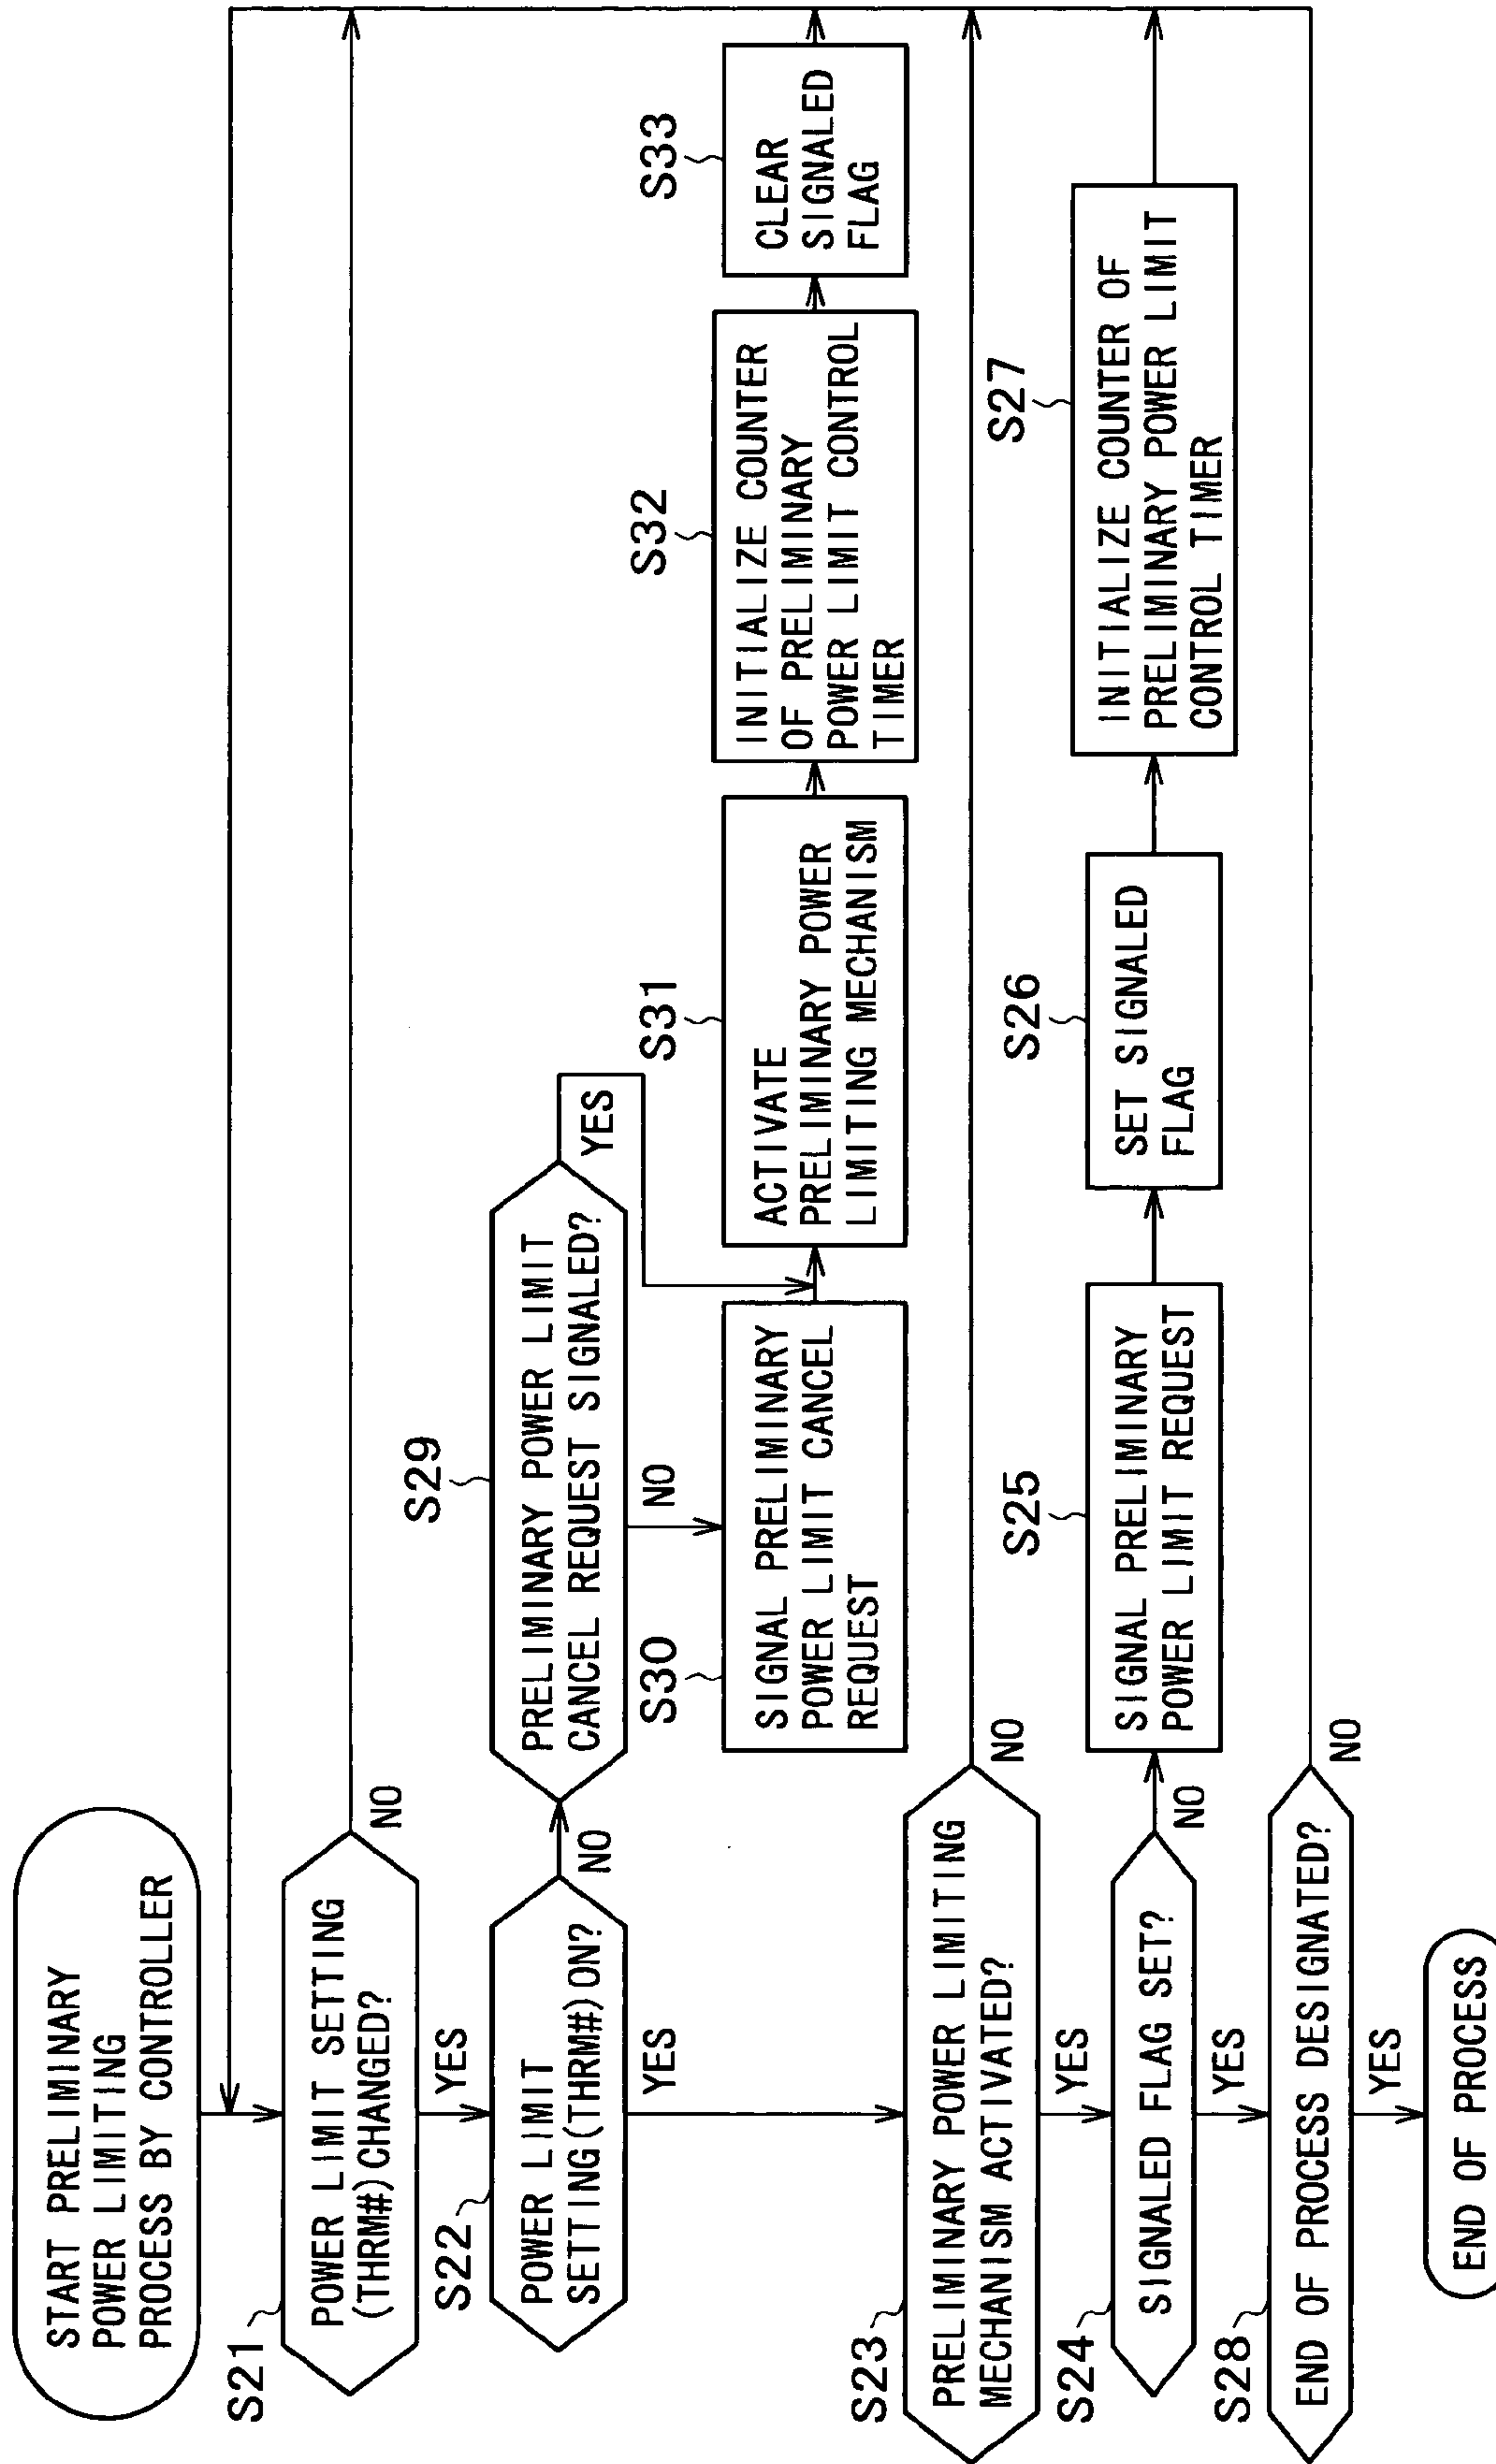 START PRELIMINARY
POWER LIMITING
PROCESS BY CONTROLLER
S21
POWER LIMIT SETTING
(THRM#)CHANGED?
NO
YES
S22
POWER LIMIT
SETTING(THRM#)ON?
NO
YES
S29
PRELIMINARY POWER LIMIT
CANCEL REQUEST SIGNALED?
YES
NO
S30
SIGNAL PRELIMINARY
POWER LIMIT CANCEL
REQUEST
S31
ACTIVATE
PRELIMINARY POWER
LIMITING MECHANISM
S32
INITIALIZE COUNTER
OF PRELIMINARY
POWER LIMIT CONTROL
TIMER
S33
CLEAR
SIGNALED
FLAG
S23
PRELIMINARY POWER LIMITING
MECHANISM ACTIVATED?
NO
YES
S24
SIGNALED FLAG SET?
NO
YES
S25
SIGNAL PRELIMINARY
POWER LIMIT REQUEST
S26
SET SIGNALED
FLAG
S27
INITIALIZE COUNTER OF
PRELIMINARY POWER LIMIT
CONTROL TIMER
S28
END OF PROCESS DESIGNATED?
NO
YES
END OF PROCESS